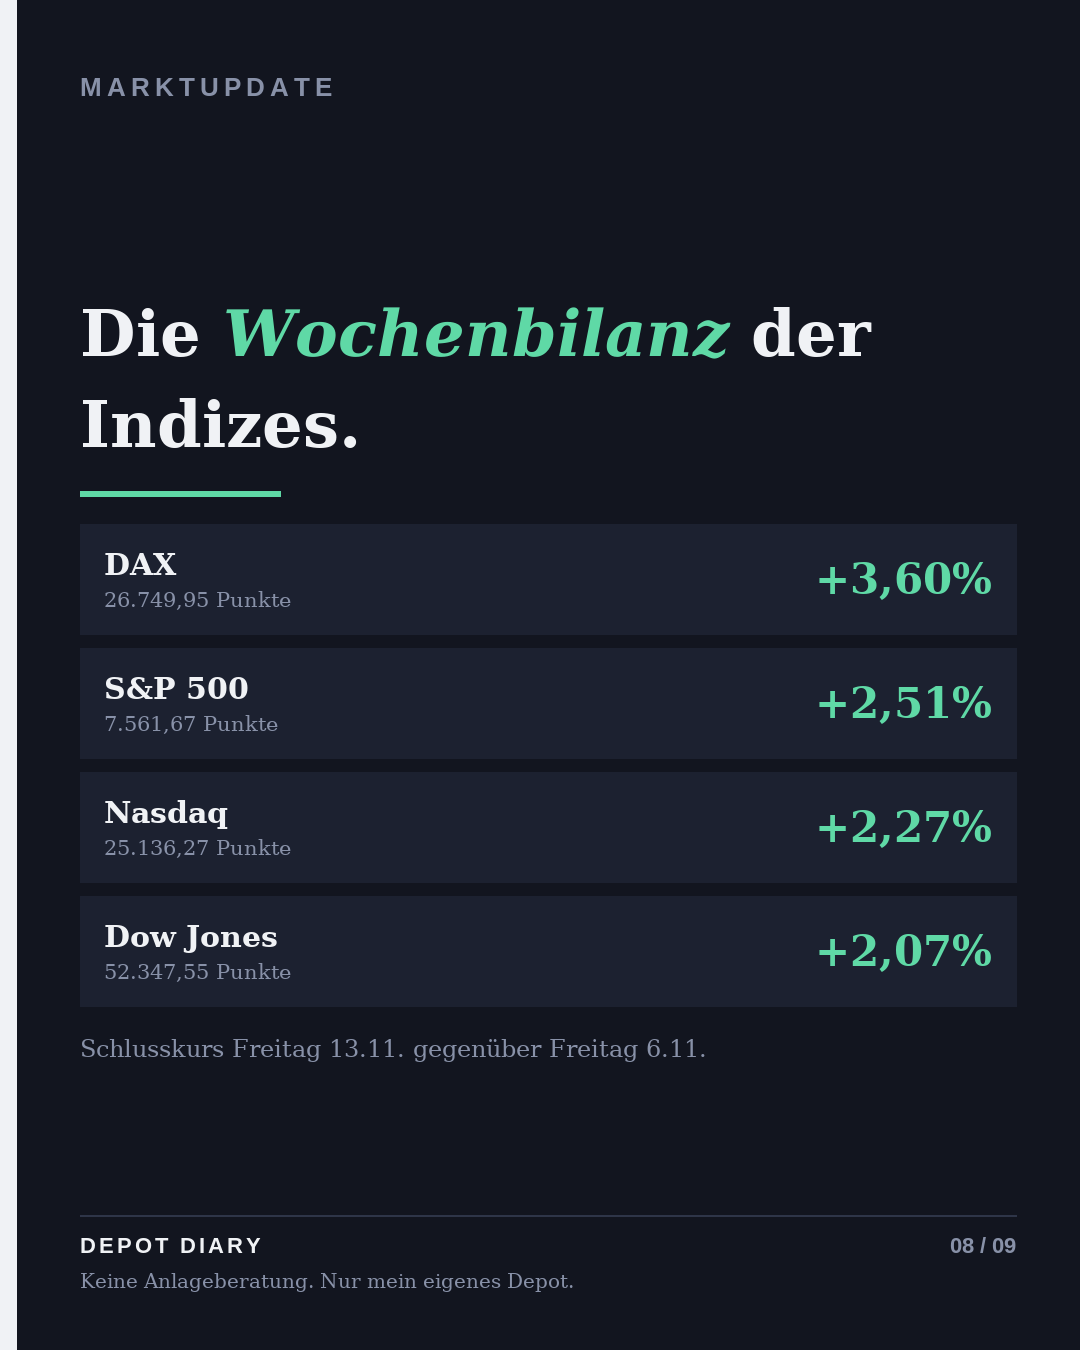 MARKTUPDATE
Die Wochenbilanz der
Indizes.
DAX
26.749,95 Punkte
+3,60%
S&P 500
7.561,67 Punkte
+2,51%
Nasdaq
25.136,27 Punkte
+2,27%
Dow Jones
52.347,55 Punkte
+2,07%
Schlusskurs Freitag 13.11. gegenüber Freitag 6.11.
DEPOT DIARY
08 / 09
Keine Anlageberatung. Nur mein eigenes Depot.